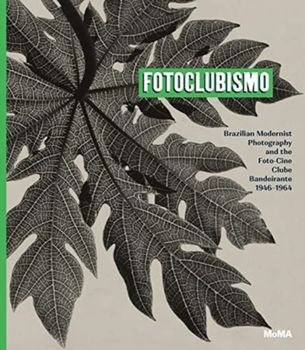 FOTOCLUBISMO
Brazilian Modernist
Photography
and the
Foto-Cine
Clube
Bandeirante
1946-1964
MoMA